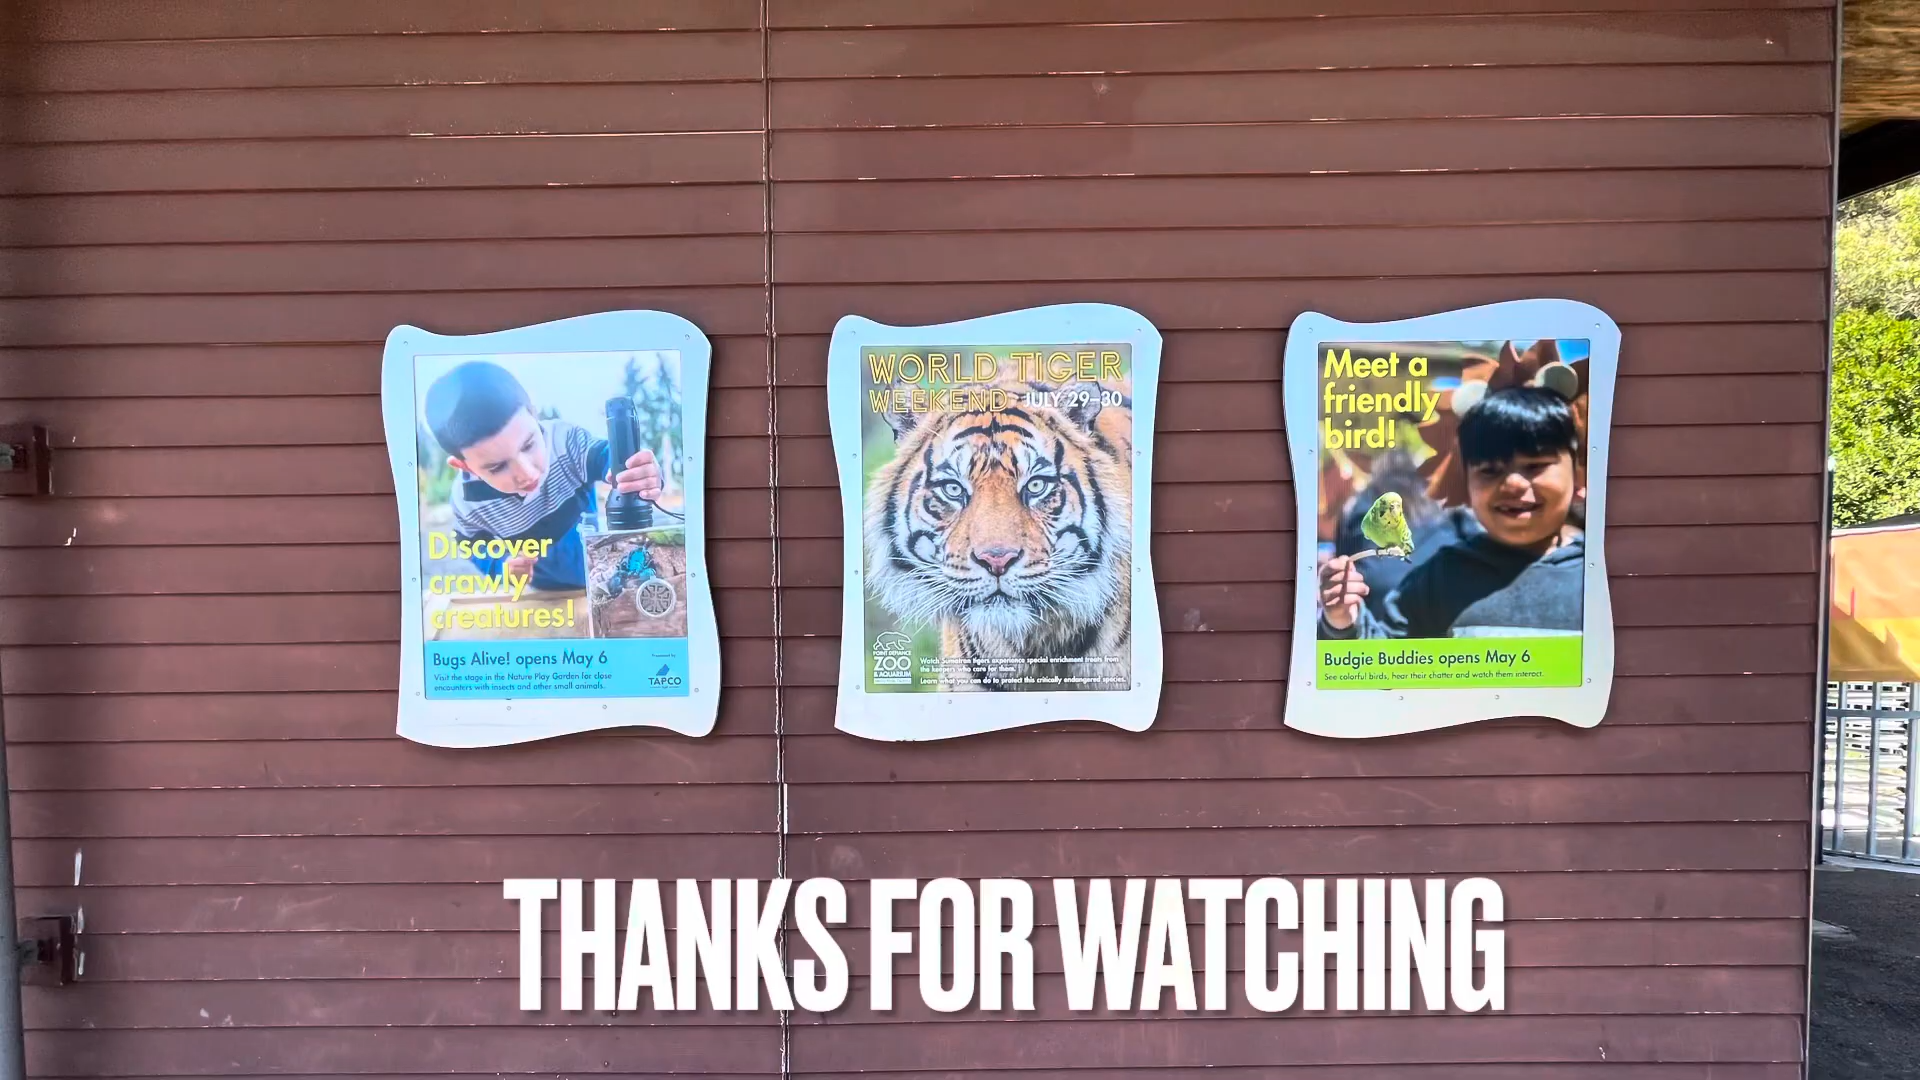 Discover
crawly
creatures!
Bugs Alive! opens May 6
Visit the stage in the Nature Play Garden for close
encounters with insects and other small animals.
Presented by
TAPCO
WORLD TIGER
WEEKEND JULY 29-30
POINT DEFIANCE
ZOO
& AQUARIUM
Watch Sumatran tigers experience special enrichment treats from
the keepers who care for them.
Learn what you can do to protect this critically endangered species.
Meet a
friendly
bird!
Budgie Buddies opens May 6
See colorful birds, hear their chatter and watch them interact.
THANKS FOR WATCHING